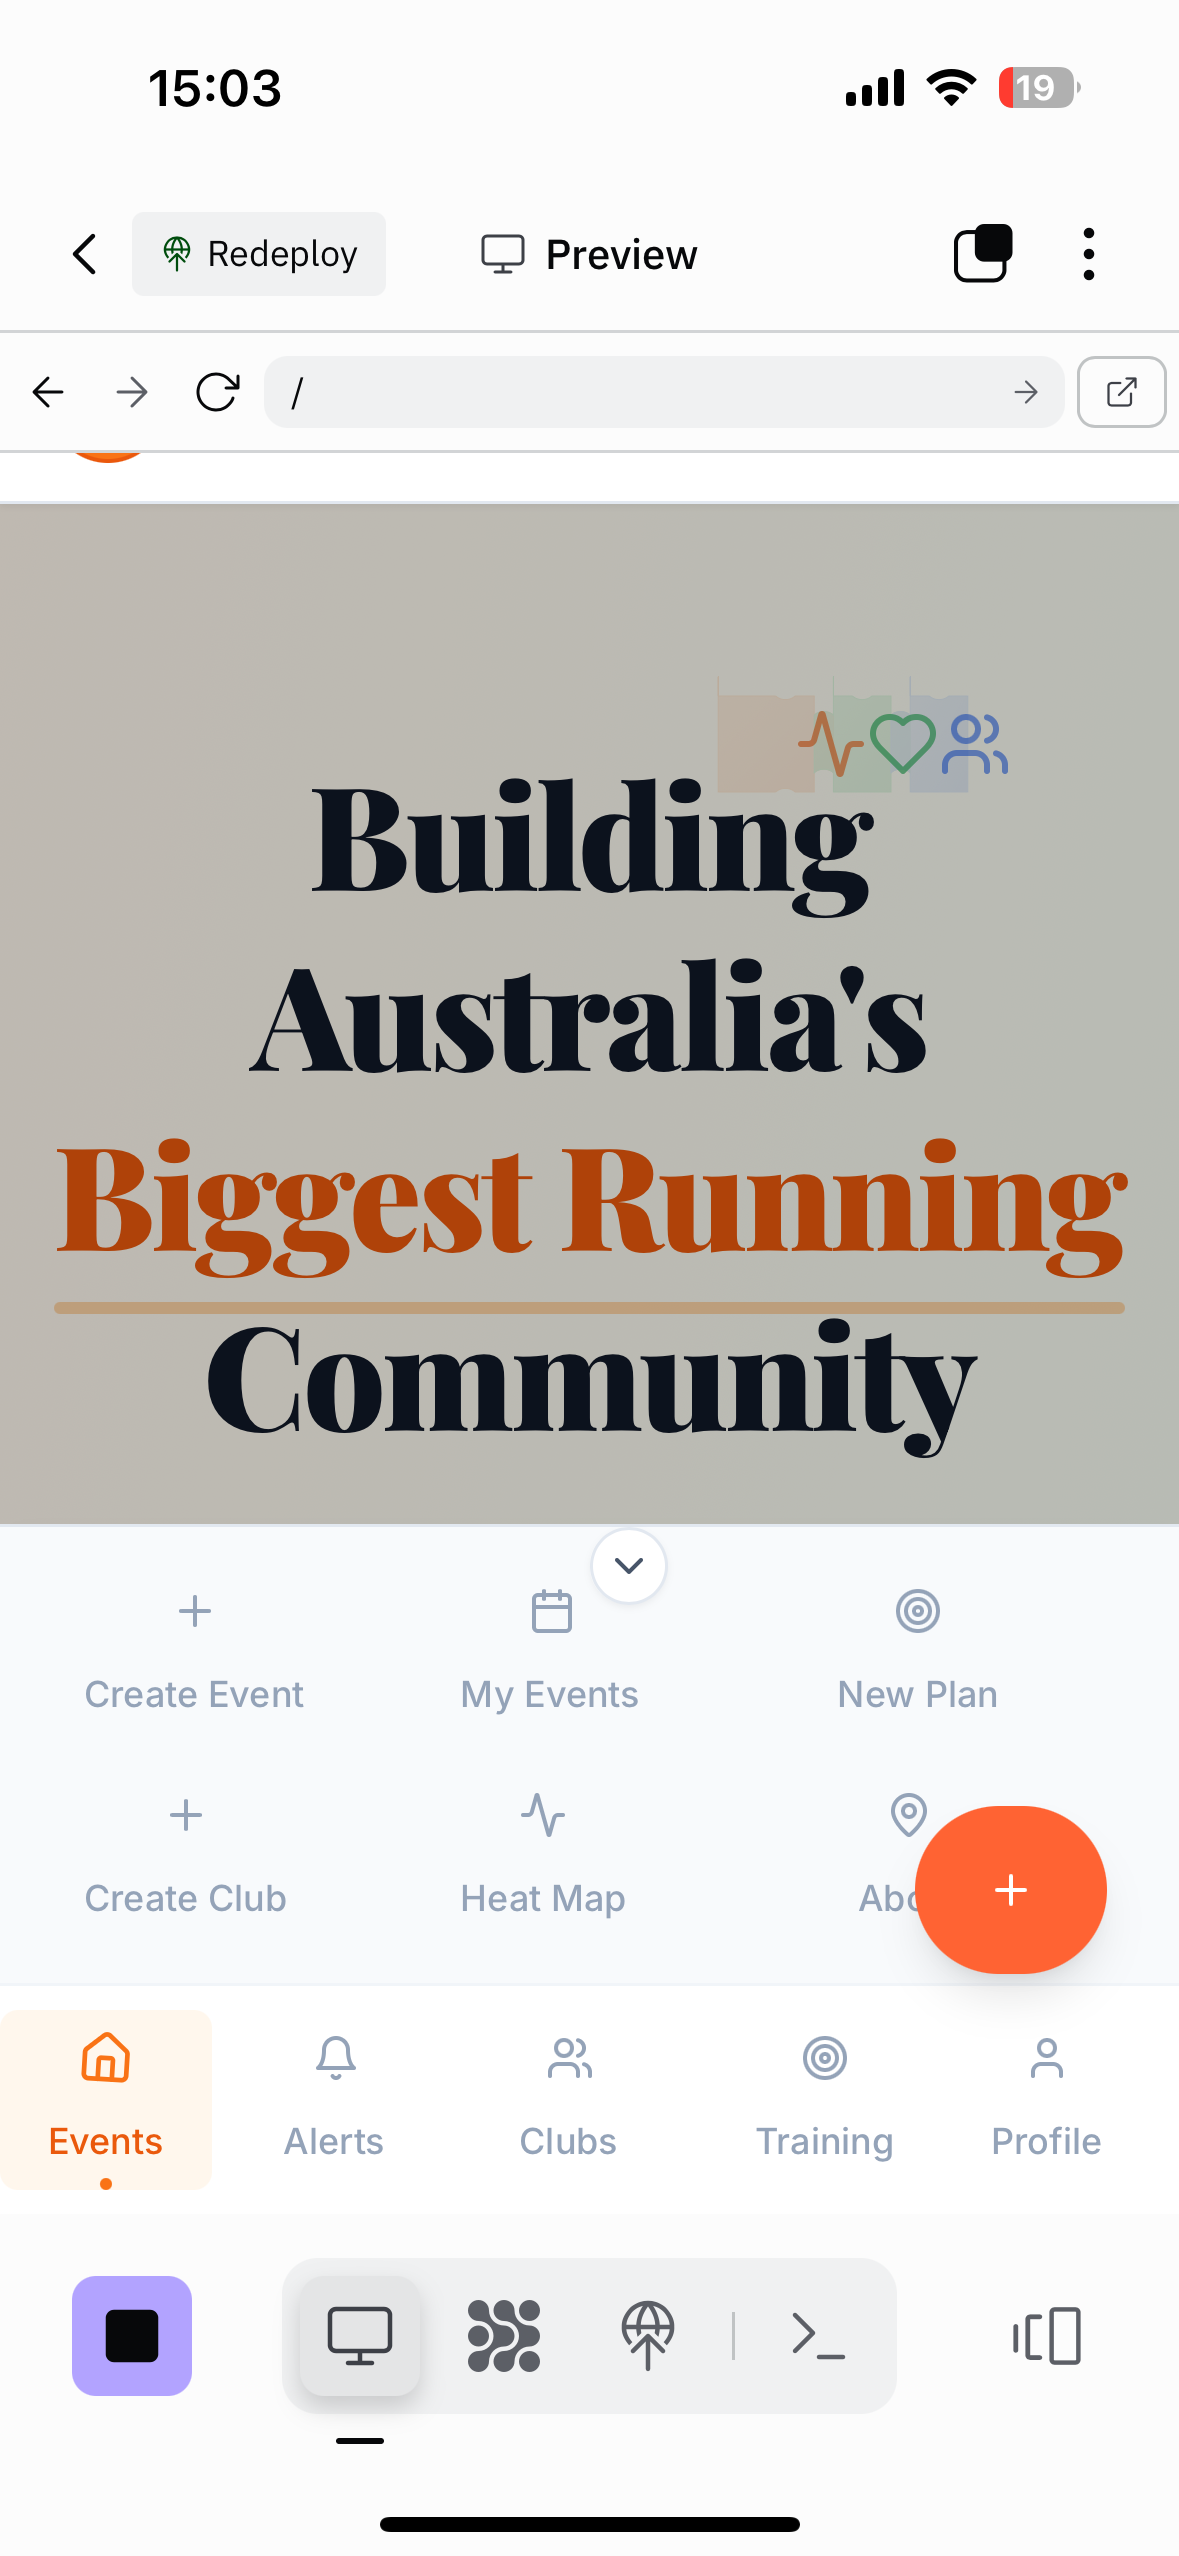 15:03
19
Redeploy
Preview
/
Building
Australia's
Biggest Running
Community
Create Event
My Events
New Plan
Create Club
Heat Map
Events
Alerts
Clubs
Training
Profile